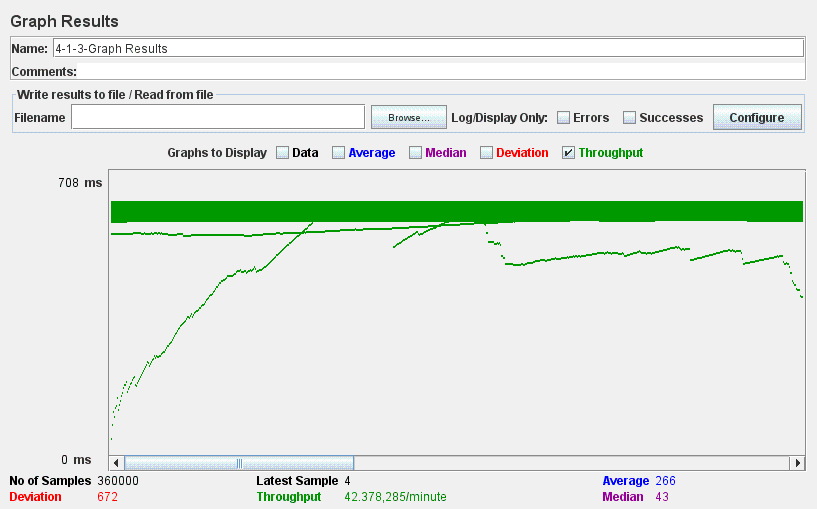 Graph Results
Name: 4-1-3-Graph Results
Comments:
Write results to file / Read from file
Filename Browse... Log/Display Only: Errors Successes Configure
Graphs to Display Data Average Median Deviation Throughput
708 ms
0 ms
No of Samples 360000 Latest Sample 4 Average 266
Deviation 672 Throughput 42.378,285/minute Median 43